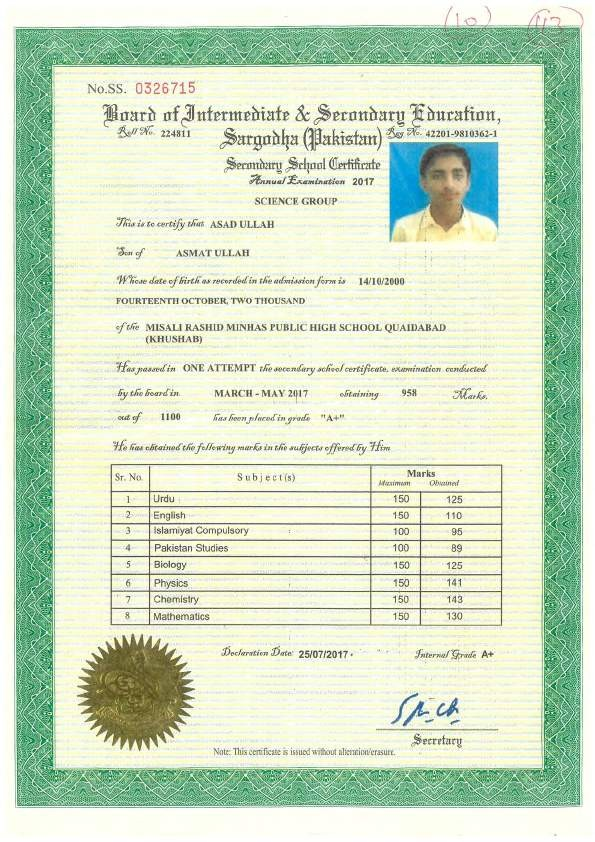 (10) (43)
No.SS. 0326715
Board of Intermediate & Secondary Education,
Roll No. 224811 Sargodha (Pakistan) Reg No. 42201-9810362-1
Secondary School Certificate
Annual Examination 2017
SCIENCE GROUP
This is to certify that ASAD ULLAH
Son of ASMAT ULLAH
Whose date of birth as recorded in the admission form is 14/10/2000
FOURTEENTH OCTOBER, TWO THOUSAND
of the MISALI RASHID MINHAS PUBLIC HIGH SCHOOL QUAIDABAD
(KHUSHAB)
Has passed in ONE ATTEMPT the secondary school certificate. examination conducted
by the board in MARCH - MAY 2017 obtaining 958 Marks.
out of 1100 has been placed in grade "A+"
He has obtained the following marks in the subjects offered by Him
Sr. No. Subject(s) Marks
Maximum Obtained
1 Urdu 150 125
2 English 150 110
3 Islamiyat Compulsory 100 95
4 Pakistan Studies 100 89
5 Biology 150 125
6 Physics 150 141
7 Chemistry 150 143
8 Mathematics 150 130
Declaration Date: 25/07/2017 Internal Grade A+
Secretary
Note: This certificate is issued without alteration/erasure.